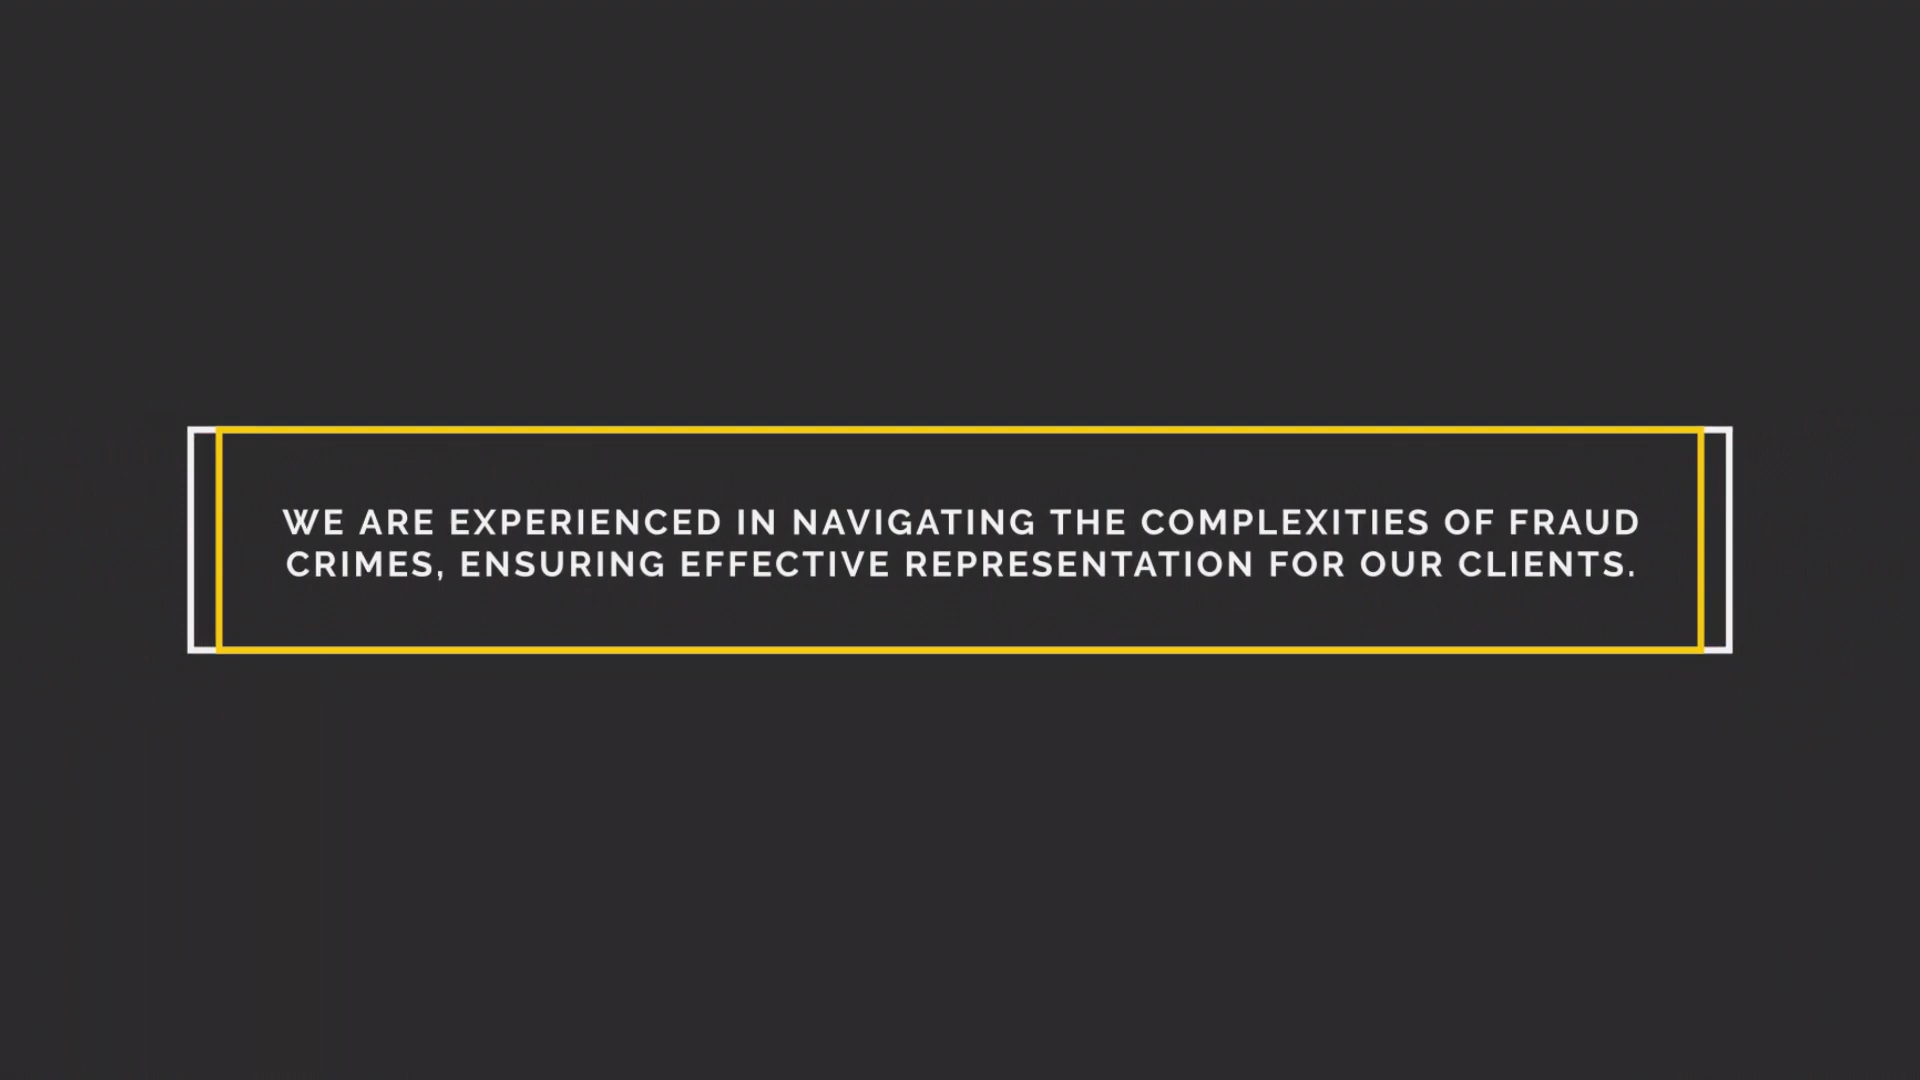 WE ARE EXPERIENCED IN NAVIGATING THE COMPLEXITIES OF FRAUD
CRIMES, ENSURING EFFECTIVE REPRESENTATION FOR OUR CLIENTS.